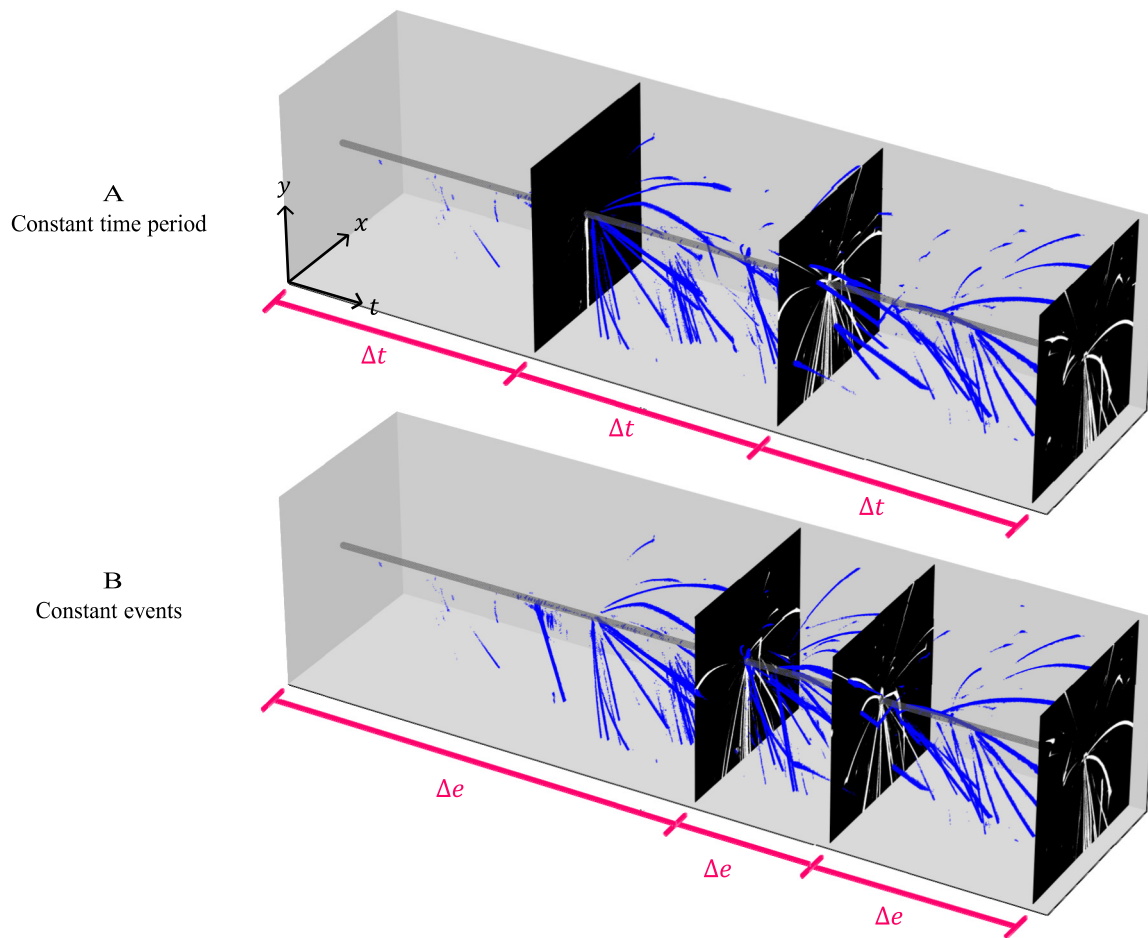 A
Constant time period
y
x
t
Δt
Δt
Δt
B
Constant events
Δe
Δe
Δe